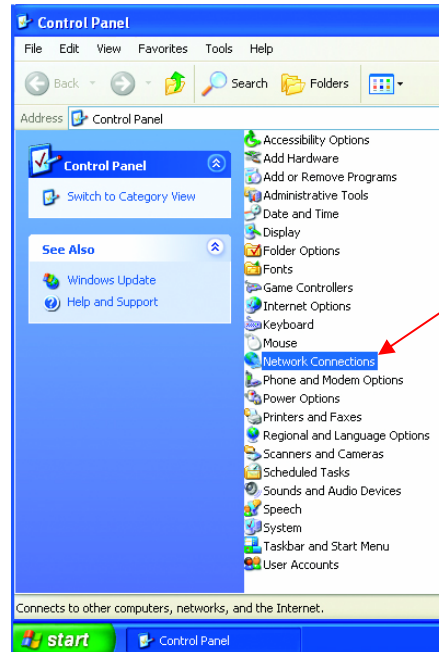 Control Panel
File Edit View Favorites Tools Help
Back Search Folders
Address Control Panel
Control Panel
Switch to Category View
See Also
Windows Update
Help and Support
Accessibility Options
Add Hardware
Add or Remove Programs
Administrative Tools
Date and Time
Display
Folder Options
Fonts
Game Controllers
Internet Options
Keyboard
Mouse
Network Connections
Phone and Modem Options
Power Options
Printers and Faxes
Regional and Language Options
Scanners and Cameras
Scheduled Tasks
Sounds and Audio Devices
Speech
System
Taskbar and Start Menu
User Accounts
Connects to other computers, networks, and the Internet.
start Control Panel